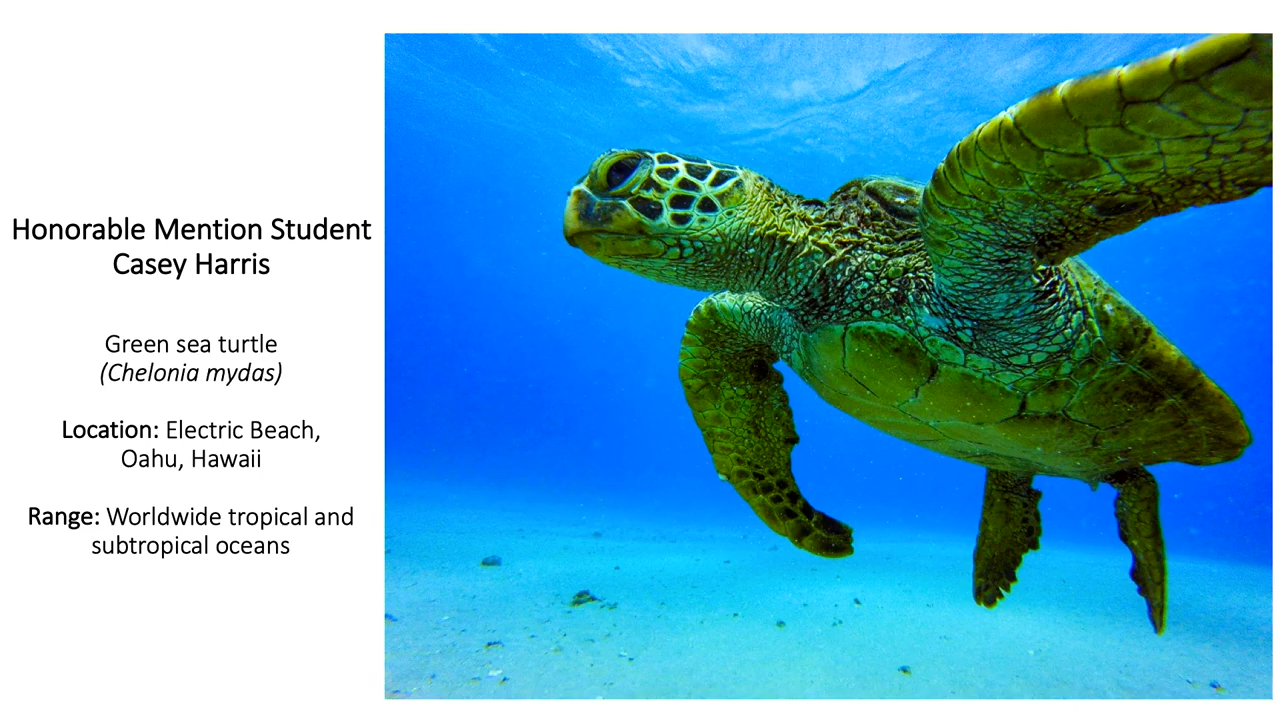 Honorable Mention Student
Casey Harris
Green sea turtle
(Chelonia mydas)
Location: Electric Beach,
Oahu, Hawaii
Range: Worldwide tropical and
subtropical oceans